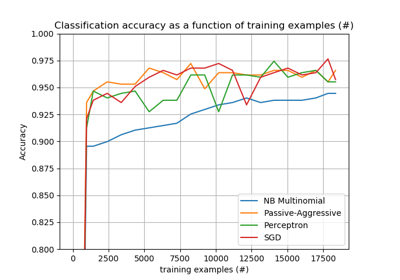 Classification accuracy as a function of training examples (#)
1.000
0.975
0.950
0.925
0.900
0.875
0.850
0.825
0.800
Accuracy
NB Multinomial
Passive-Aggressive
Perceptron
SGD
0 2500 5000 7500 10000 12500 15000 17500
training examples (#)